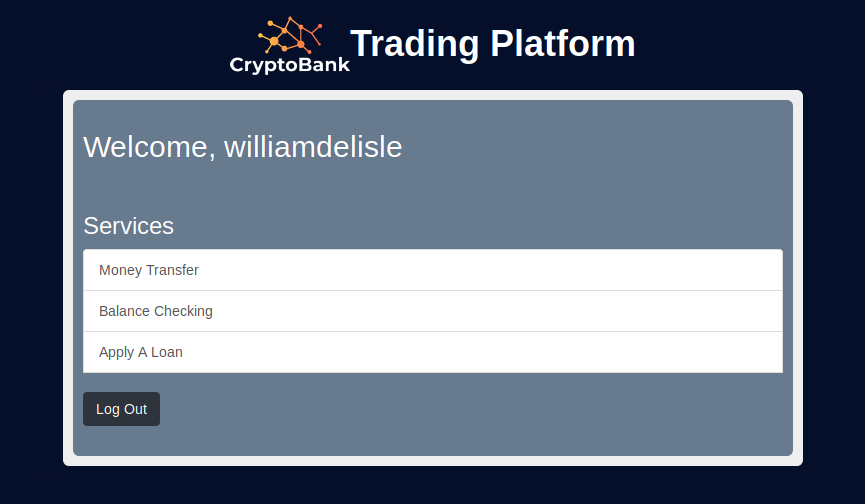 CryptoBank Trading Platform
Welcome, williamdelisle
Services
Money Transfer
Balance Checking
Apply A Loan
Log Out